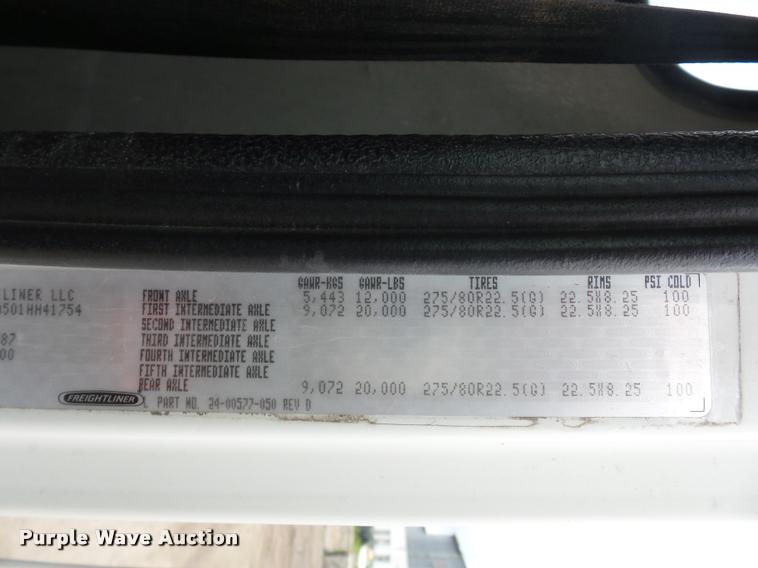 GAWR-KGS GAWR-LBS TIRES RIMS PSI COLD
LINER LLC FRONT AXLE 5,443 12,000 275/80R22.5(G) 22.5X8.25 100
501HH41754 FIRST INTERMEDIATE AXLE 9,072 20,000 275/80R22.5(G) 22.5X8.25 100
SECOND INTERMEDIATE AXLE
87 THIRD INTERMEDIATE AXLE
00 FOURTH INTERMEDIATE AXLE
FIFTH INTERMEDIATE AXLE
REAR AXLE 9,072 20,000 275/80R22.5(G) 22.5X8.25 100
FREIGHTLINER PART NO. 24-00577-050 REV D
Purple Wave Auction